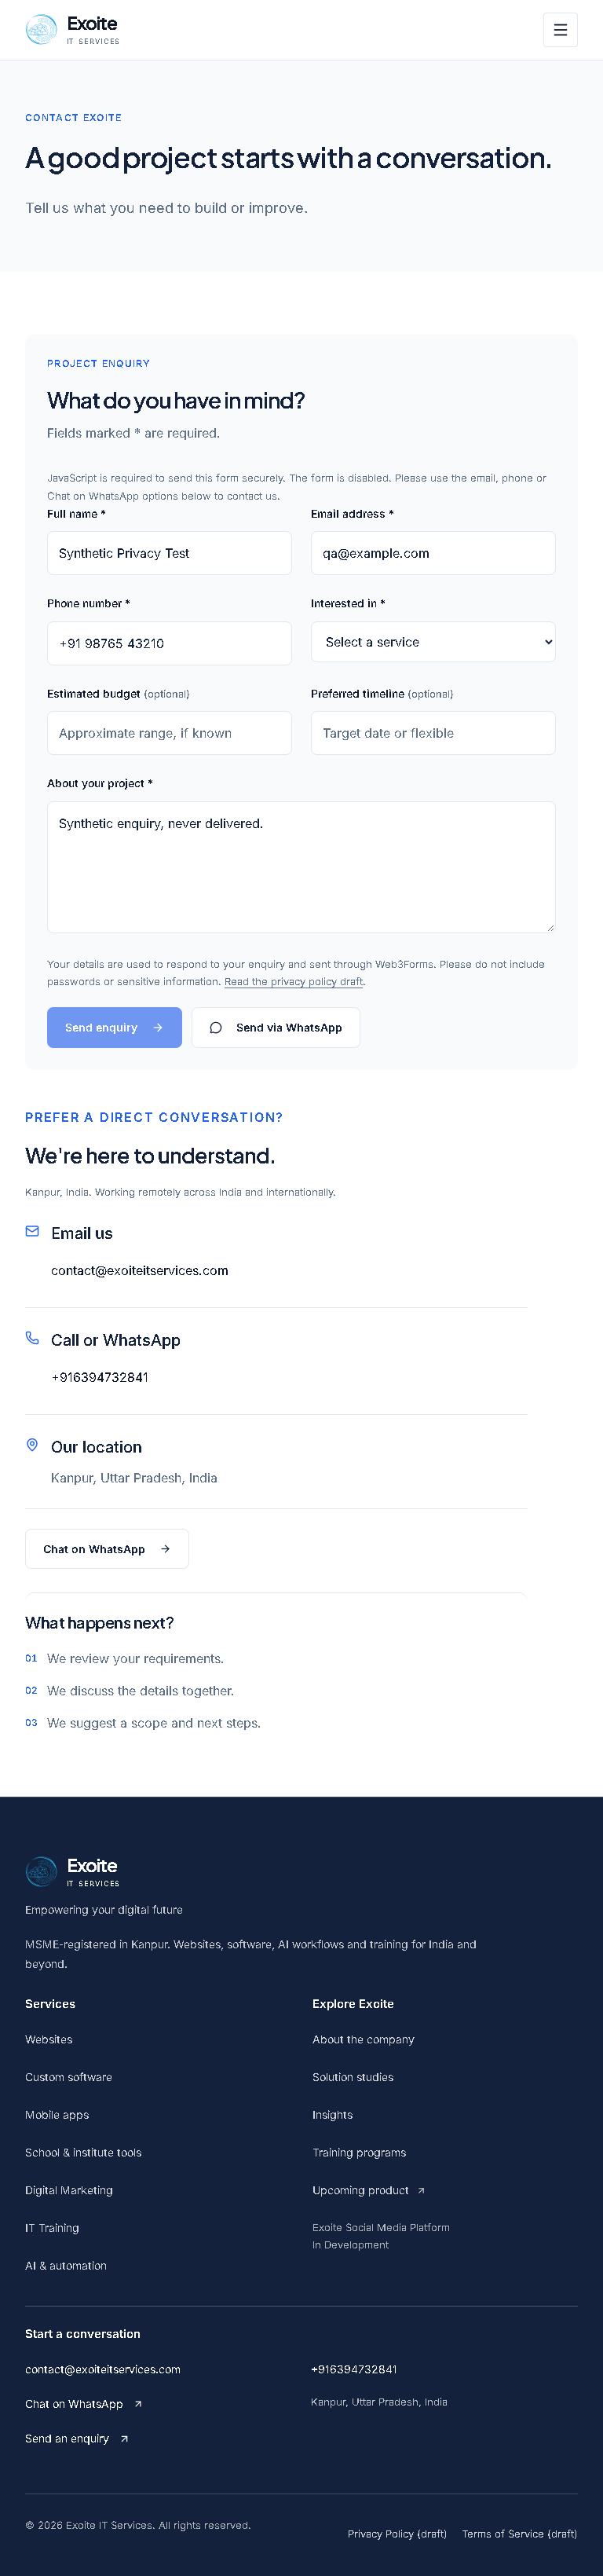 Exoite
IT SERVICES
CONTACT EXOITE
A good project starts with a conversation.
Tell us what you need to build or improve.
PROJECT ENQUIRY
What do you have in mind?
Fields marked * are required.
JavaScript is required to send this form securely. The form is disabled. Please use the email, phone or
Chat on WhatsApp options below to contact us.
Full name * Email address *
Synthetic Privacy Test qa@example.com
Phone number * Interested in *
+91 98765 43210 Select a service
Estimated budget (optional) Preferred timeline (optional)
Approximate range, if known Target date or flexible
About your project *
Synthetic enquiry, never delivered.
Your details are used to respond to your enquiry and sent through Web3Forms. Please do not include
passwords or sensitive information. Read the privacy policy draft.
Send enquiry Send via WhatsApp
PREFER A DIRECT CONVERSATION?
We're here to understand.
Kanpur, India. Working remotely across India and internationally.
Email us
contact@exoiteitservices.com
Call or WhatsApp
+916394732841
Our location
Kanpur, Uttar Pradesh, India
Chat on WhatsApp
What happens next?
01 We review your requirements.
02 We discuss the details together.
03 We suggest a scope and next steps.
Exoite
IT SERVICES
Empowering your digital future
MSME-registered in Kanpur. Websites, software, AI workflows and training for India and
beyond.
Services
Websites
Custom software
Mobile apps
School & institute tools
Digital Marketing
IT Training
AI & automation
Explore Exoite
About the company
Solution studies
Insights
Training programs
Upcoming product
Exoite Social Media Platform
In Development
Start a conversation
contact@exoiteitservices.com
Chat on WhatsApp
Send an enquiry
+916394732841
Kanpur, Uttar Pradesh, India
© 2026 Exoite IT Services. All rights reserved.
Privacy Policy (draft) Terms of Service (draft)